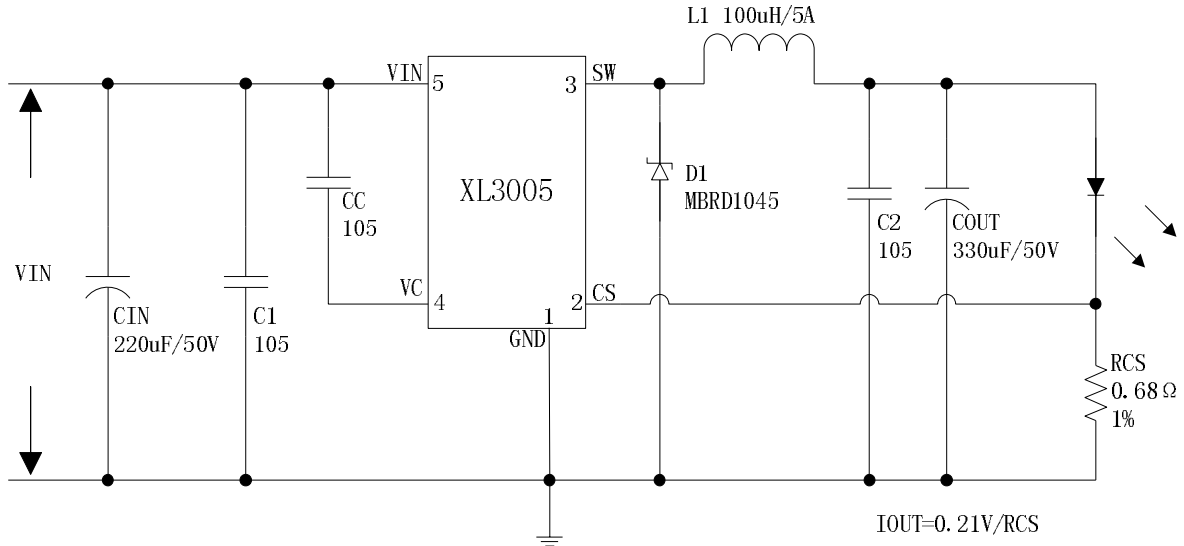 L1 100uH/5A
VIN
5
3
SW
XL3005
CC
105
D1
MBRD1045
C2
105
COUT
330uF/50V
VIN
VC
4
2
CS
1
GND
CIN
220uF/50V
C1
105
RCS
0.68Ω
1%
IOUT=0.21V/RCS